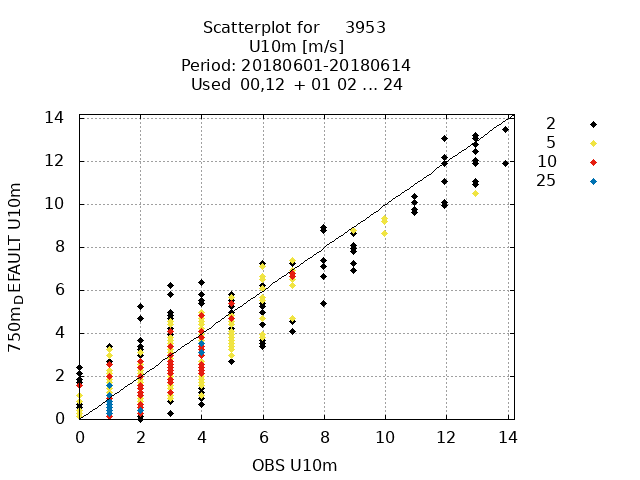 Scatterplot for 3953
U10m [m/s]
Period: 20180601-20180614
Used 00,12 + 01 02 ... 24
14
12
10
8
6
4
2
0
0 2 4 6 8 10 12 14
750m_DEFAULT U10m
OBS U10m
2
5
10
25